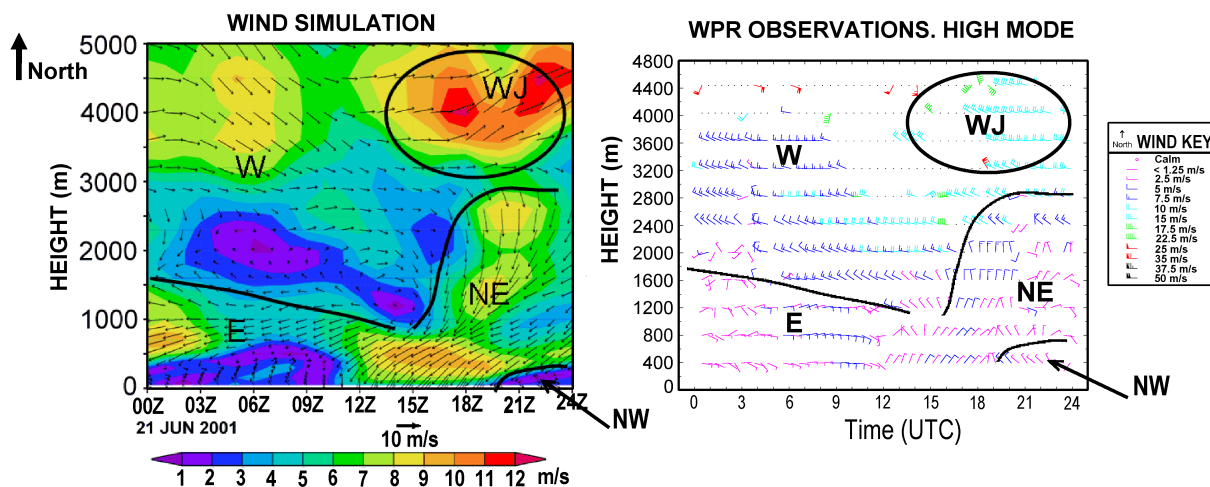 WIND SIMULATION
North
HEIGHT (m)
5000
4000
3000
2000
1000
0
WJ
W
NE
E
NW
00Z 03Z 06Z 09Z 12Z 15Z 18Z 21Z 24Z
21 JUN 2001
10 m/s
1 2 3 4 5 6 7 8 9 10 11 12 m/s
WPR OBSERVATIONS. HIGH MODE
HEIGHT (m)
4800
4400
4000
3600
3200
2800
2400
2000
1600
1200
800
400
0
WJ
W
NE
E
NW
0 3 6 9 12 15 18 21 24
Time (UTC)
North WIND KEY
Calm
< 1.25 m/s
2.5 m/s
5 m/s
7.5 m/s
10 m/s
15 m/s
17.5 m/s
22.5 m/s
25 m/s
35 m/s
37.5 m/s
50 m/s